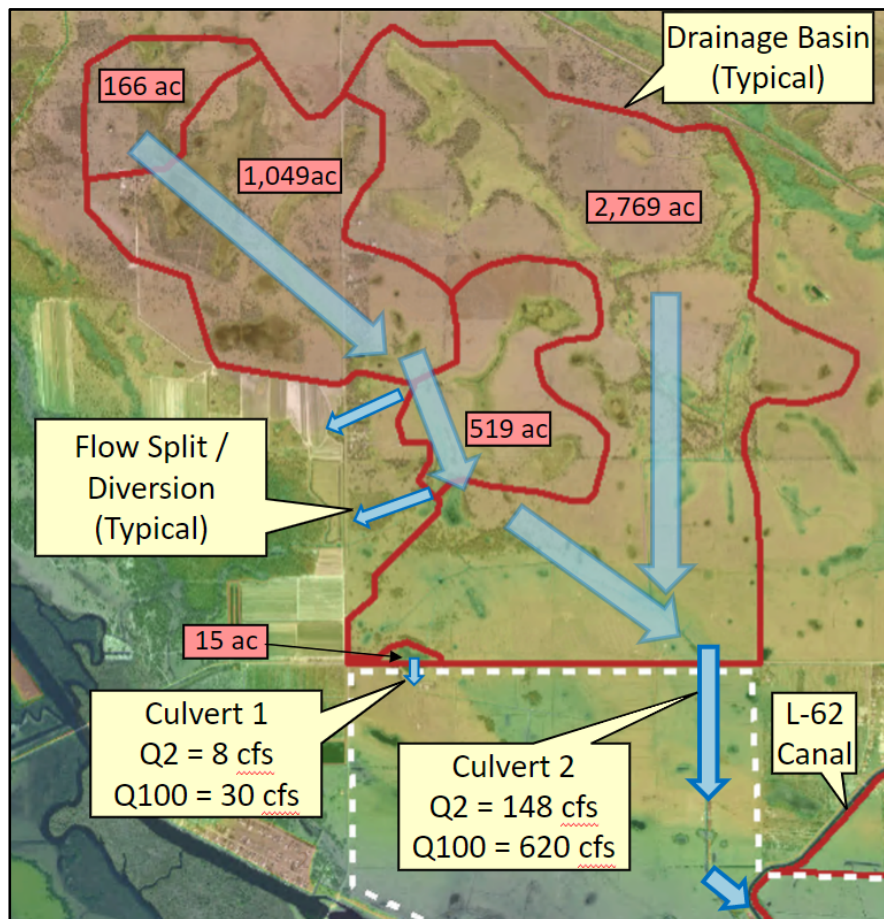 Drainage Basin
(Typical)
166 ac
1,049ac
2,769 ac
519 ac
Flow Split /
Diversion
(Typical)
15 ac
Culvert 1
Q2 = 8 cfs
Q100 = 30 cfs
Culvert 2
Q2 = 148 cfs
Q100 = 620 cfs
L-62
Canal